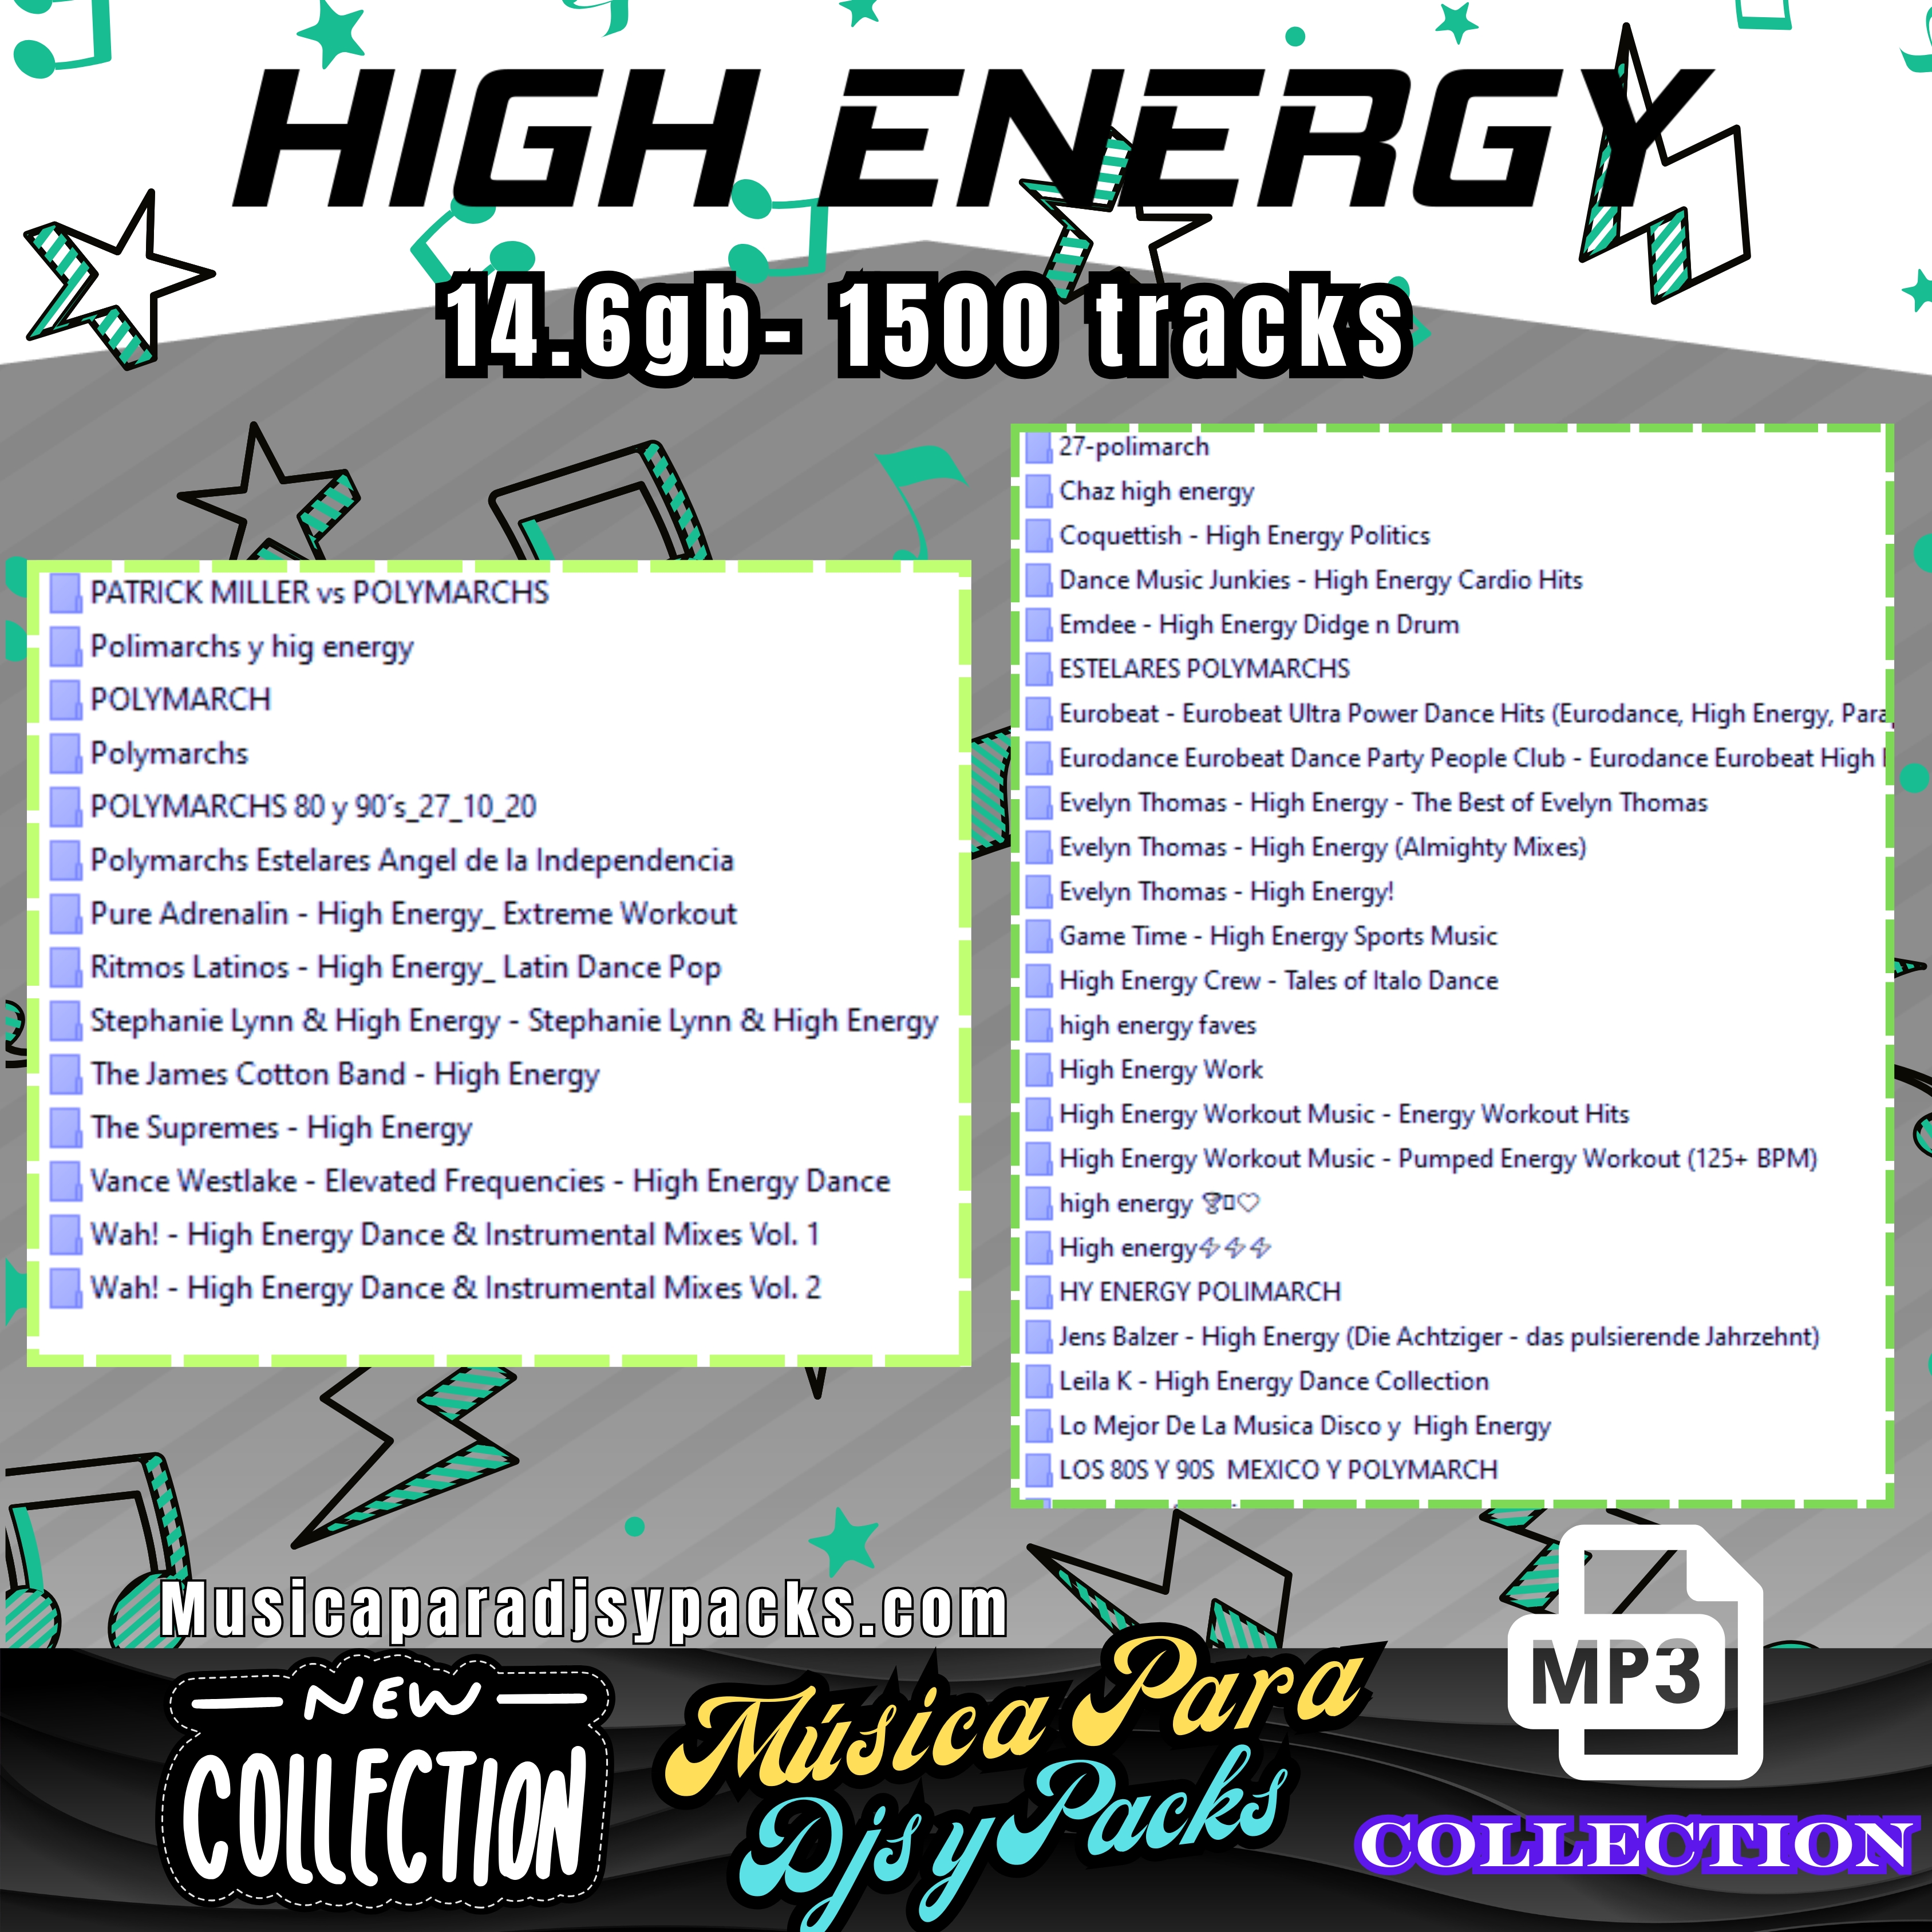 HIGH ENERGY
14.6gb- 1500 tracks
PATRICK MILLER vs POLYMARCHS
Polimarchs y hig energy
POLYMARCH
Polymarchs
POLYMARCHS 80 y 90´s_27_10_20
Polymarchs Estelares Angel de la Independencia
Pure Adrenalin - High Energy_ Extreme Workout
Ritmos Latinos - High Energy_ Latin Dance Pop
Stephanie Lynn & High Energy - Stephanie Lynn & High Energy
The James Cotton Band - High Energy
The Supremes - High Energy
Vance Westlake - Elevated Frequencies - High Energy Dance
Wah! - High Energy Dance & Instrumental Mixes Vol. 1
Wah! - High Energy Dance & Instrumental Mixes Vol. 2
27-polimarch
Chaz high energy
Coquettish - High Energy Politics
Dance Music Junkies - High Energy Cardio Hits
Emdee - High Energy Didge n Drum
ESTELARES POLYMARCHS
Eurobeat - Eurobeat Ultra Power Dance Hits (Eurodance, High Energy, Para
Eurodance Eurobeat Dance Party People Club - Eurodance Eurobeat High
Evelyn Thomas - High Energy - The Best of Evelyn Thomas
Evelyn Thomas - High Energy (Almighty Mixes)
Evelyn Thomas - High Energy!
Game Time - High Energy Sports Music
High Energy Crew - Tales of Italo Dance
high energy faves
High Energy Work
High Energy Workout Music - Energy Workout Hits
High Energy Workout Music - Pumped Energy Workout (125+ BPM)
high energy 🏆▯♡
High energy⚡⚡⚡
HY ENERGY POLIMARCH
Jens Balzer - High Energy (Die Achtziger - das pulsierende Jahrzehnt)
Leila K - High Energy Dance Collection
Lo Mejor De La Musica Disco y  High Energy
LOS 80S Y 90S  MEXICO Y POLYMARCH
Musicaparadjsypacks.com
NEW
COLLECTION
Música Para
Djs y Packs
MP3
COLLECTION